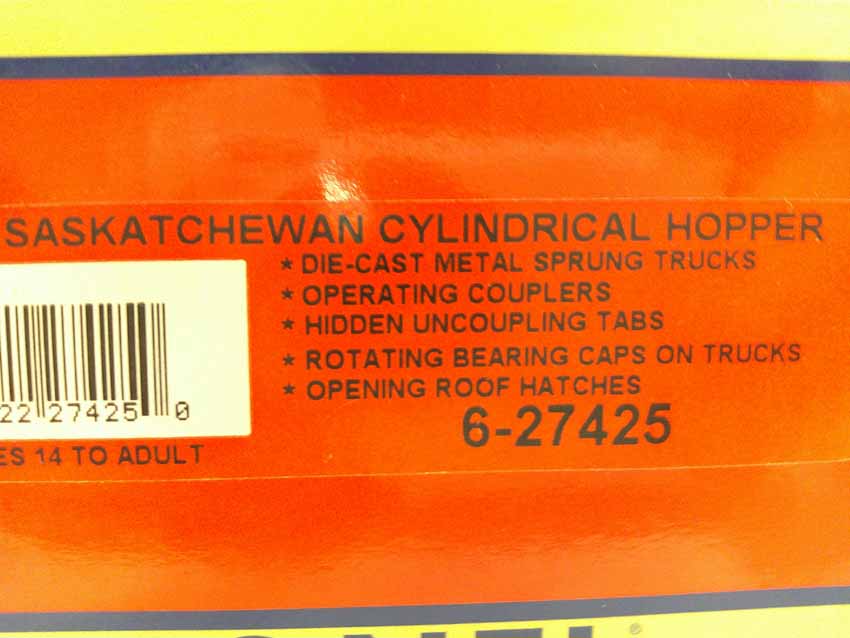 SASKATCHEWAN CYLINDRICAL HOPPER
* DIE-CAST METAL SPRUNG TRUCKS
* OPERATING COUPLERS
* HIDDEN UNCOUPLING TABS
* ROTATING BEARING CAPS ON TRUCKS
* OPENING ROOF HATCHES
6-27425
22 27425 0
ES 14 TO ADULT